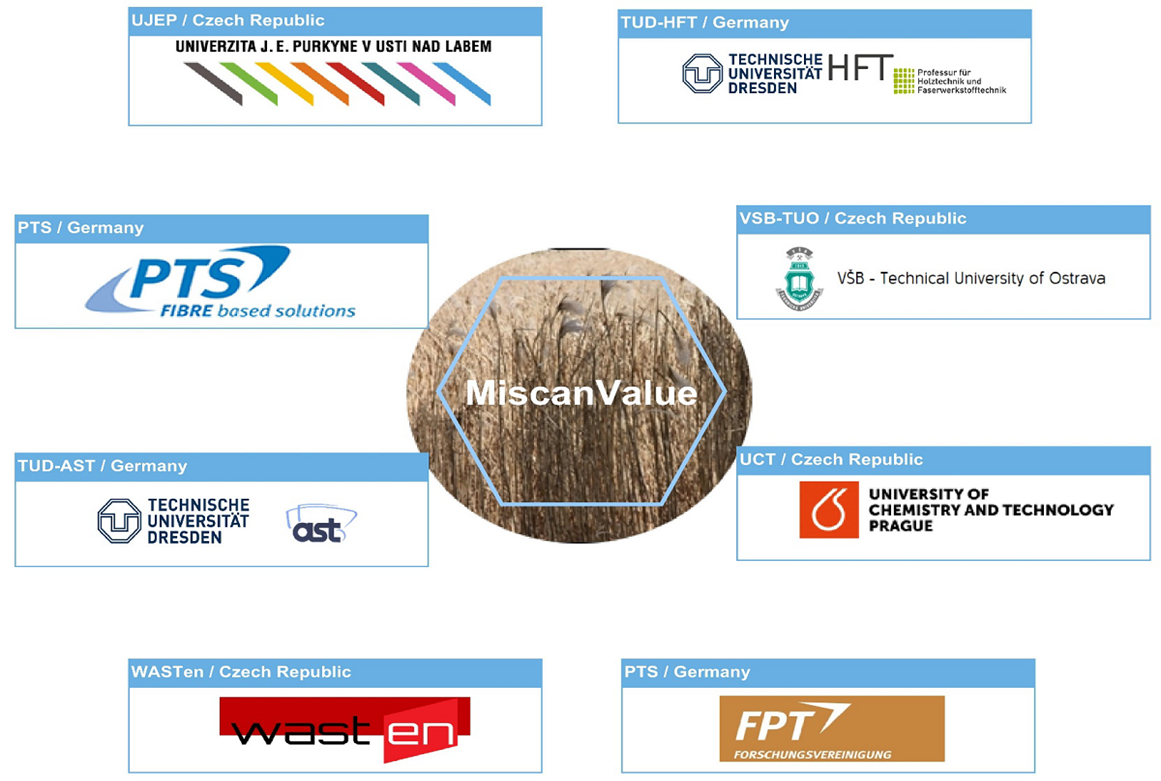 UJEP / Czech Republic
UNIVERZITA J. E. PURKYNE V USTI NAD LABEM
TUD-HFT / Germany
TECHNISCHE
UNIVERSITÄT
DRESDEN
HFT
Professur für
Holztechnik und
Faserwerkstofftechnik
PTS / Germany
PTS
FIBRE based solutions
VSB-TUO / Czech Republic
VŠB - Technical University of Ostrava
MiscanValue
TUD-AST / Germany
TECHNISCHE
UNIVERSITÄT
DRESDEN
ast
UCT / Czech Republic
UNIVERSITY OF
CHEMISTRY AND TECHNOLOGY
PRAGUE
WASTen / Czech Republic
wasten
PTS / Germany
FPT
FORSCHUNGSVEREINIGUNG